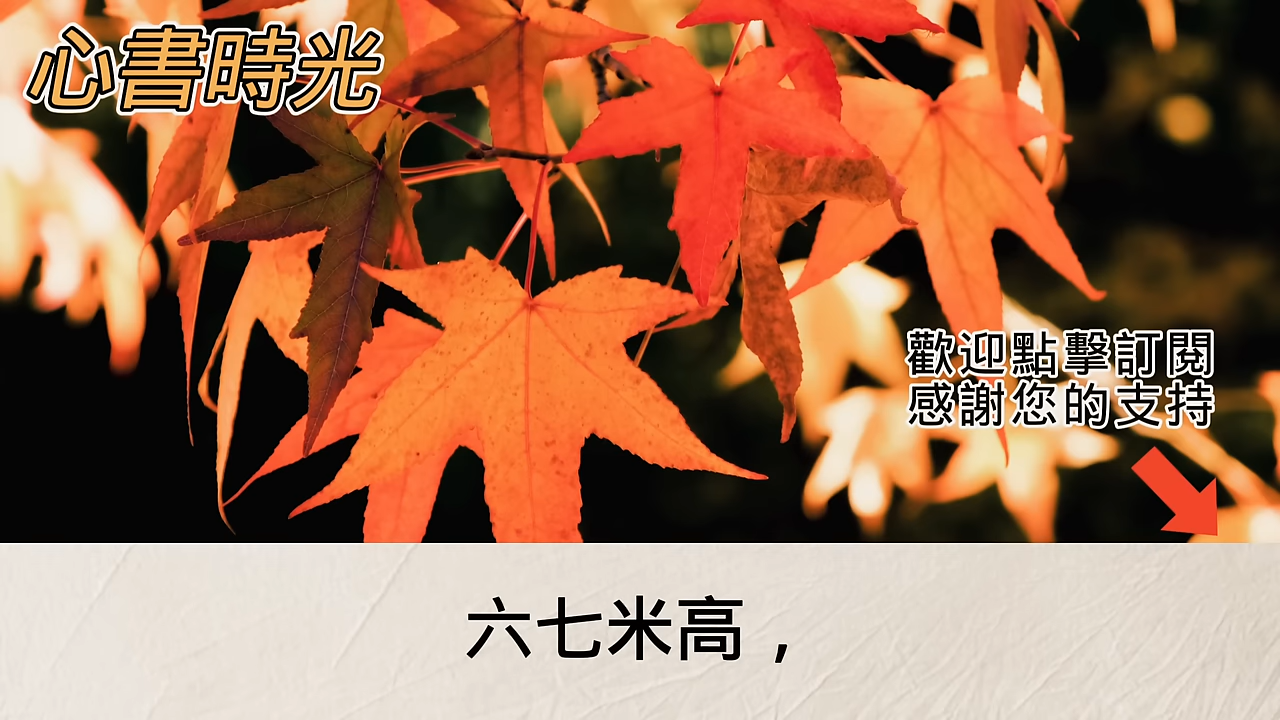 心書時光
歡迎點擊訂閱
感謝您的支持
六七米高，